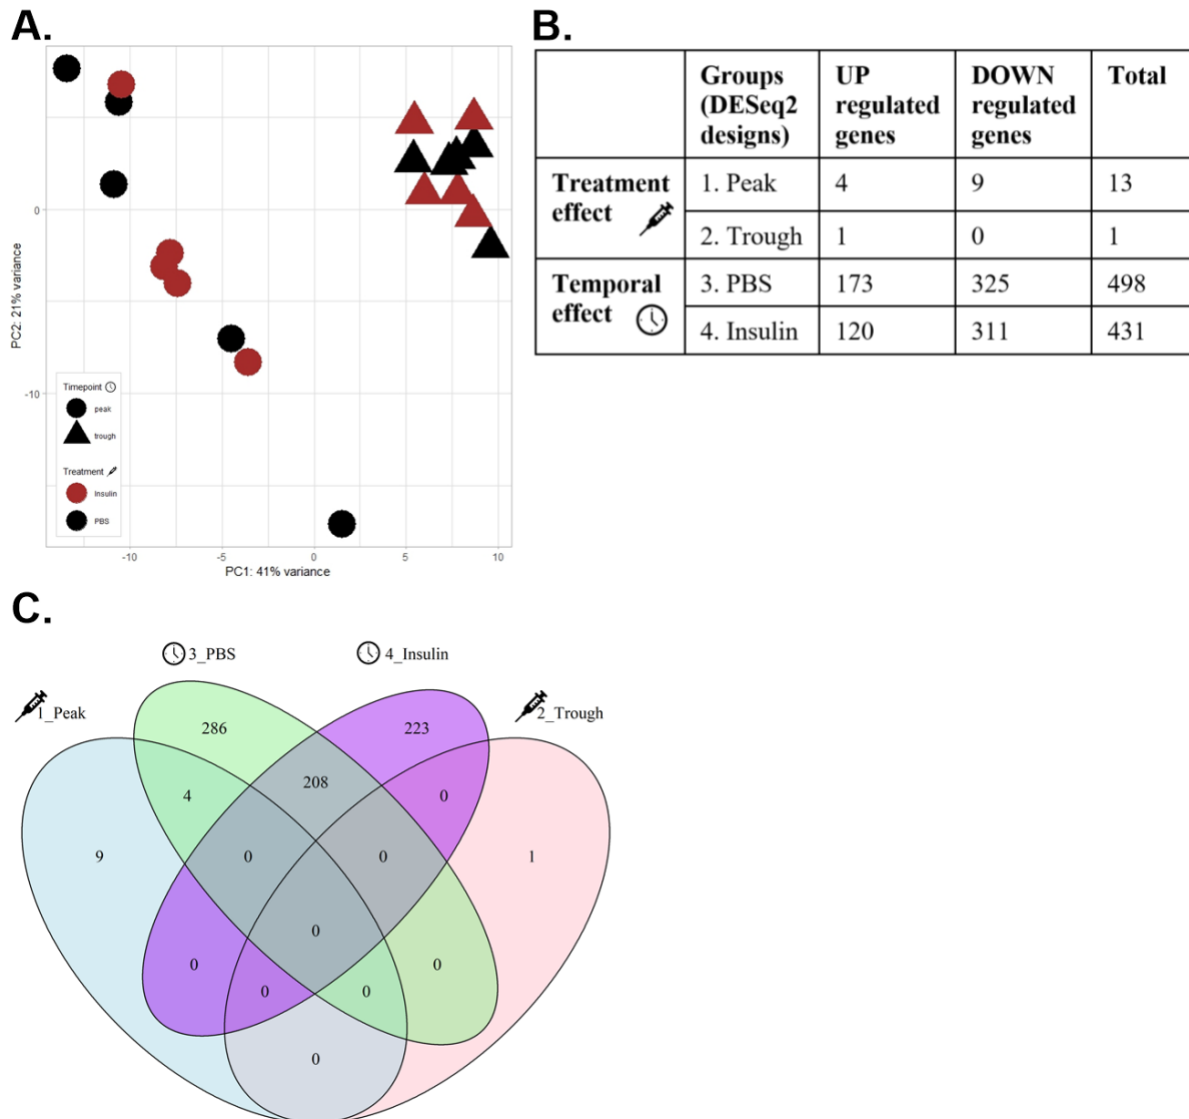 A.
0
-10
PC2: 21% variance
Timepoint
peak
trough
Treatment
Insulin
PBS
-10 -5 0 5 10
PC1: 41% variance
B.
Groups (DESeq2 designs) UP regulated genes DOWN regulated genes Total
Treatment effect 1. Peak 4 9 13
2. Trough 1 0 1
Temporal effect 3. PBS 173 325 498
4. Insulin 120 311 431
C.
3_PBS 4_Insulin
1_Peak 2_Trough
286 223
208
4 0
9 0 0 1
0
0 0
0 0
0